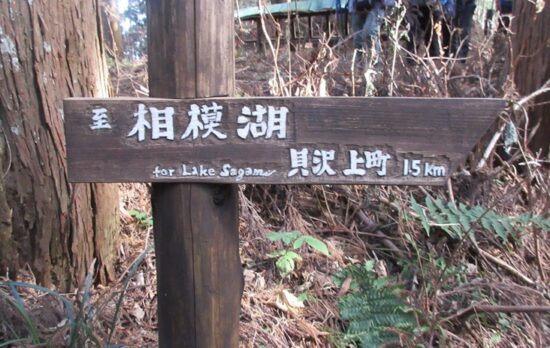 至 相模湖
for Lake Sagami
貝沢 上町 1.5km